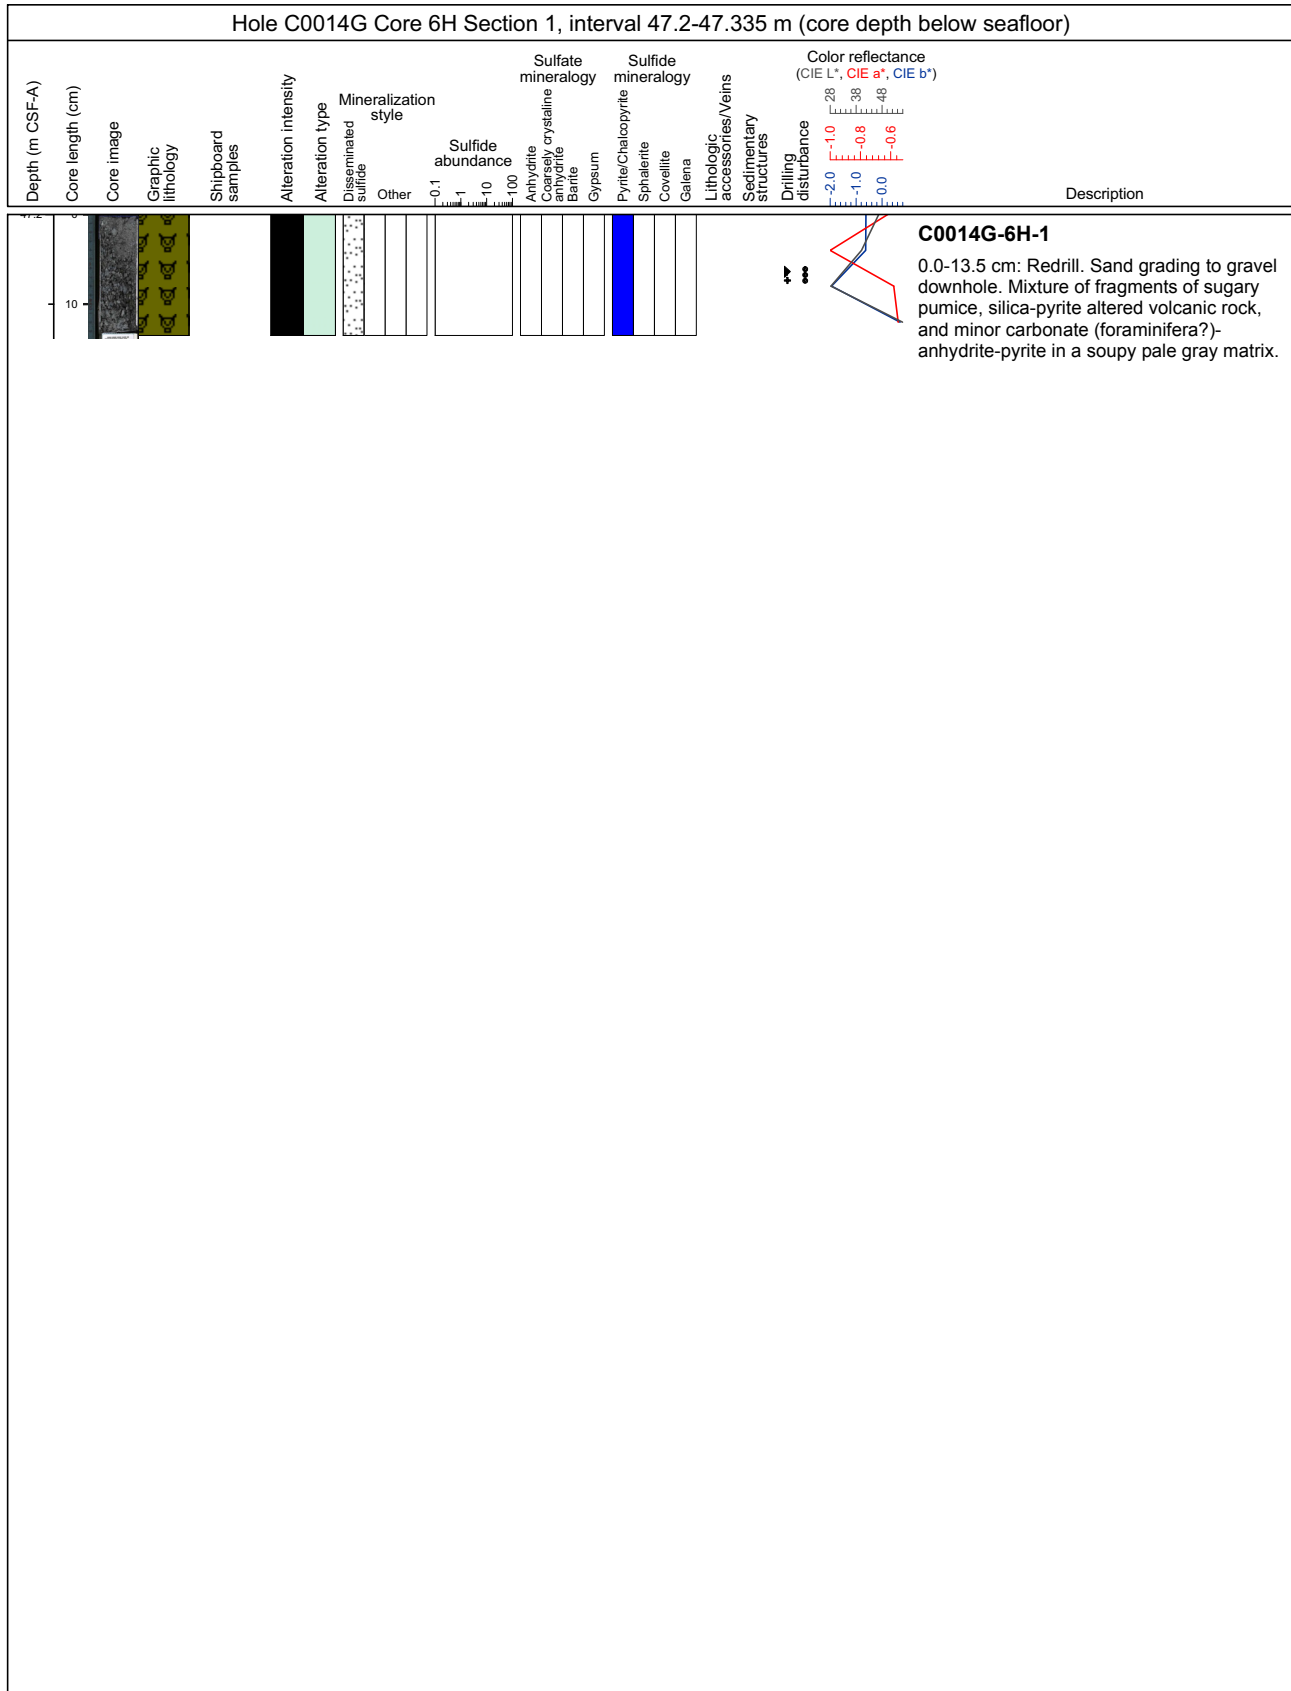 Hole C0014G Core 6H Section 1, interval 47.2-47.335 m (core depth below seafloor)
Depth (m CSF-A)
Core length (cm)
Core image
Graphic
lithology
Shipboard
samples
Alteration intensity
Alteration type
Mineralization
style
Disseminated
sulfide
Other
Sulfide
abundance
0.1
1
10
100
Sulfate
mineralogy
Anhydrite
Coarsely crystaline
anhydrite
Barite
Gypsum
Sulfide
mineralogy
Pyrite/Chalcopyrite
Sphalerite
Covellite
Galena
Lithologic
accessories/Veins
Sedimentary
structures
Drilling
disturbance
Color reflectance
(CIE L*, CIE a*, CIE b*)
28
38
48
-1.0
-0.8
-0.6
-2.0
-1.0
0.0
Description
10
C0014G-6H-1
0.0-13.5 cm: Redrill. Sand grading to gravel
downhole. Mixture of fragments of sugary
pumice, silica-pyrite altered volcanic rock,
and minor carbonate (foraminifera?)-
anhydrite-pyrite in a soupy pale gray matrix.